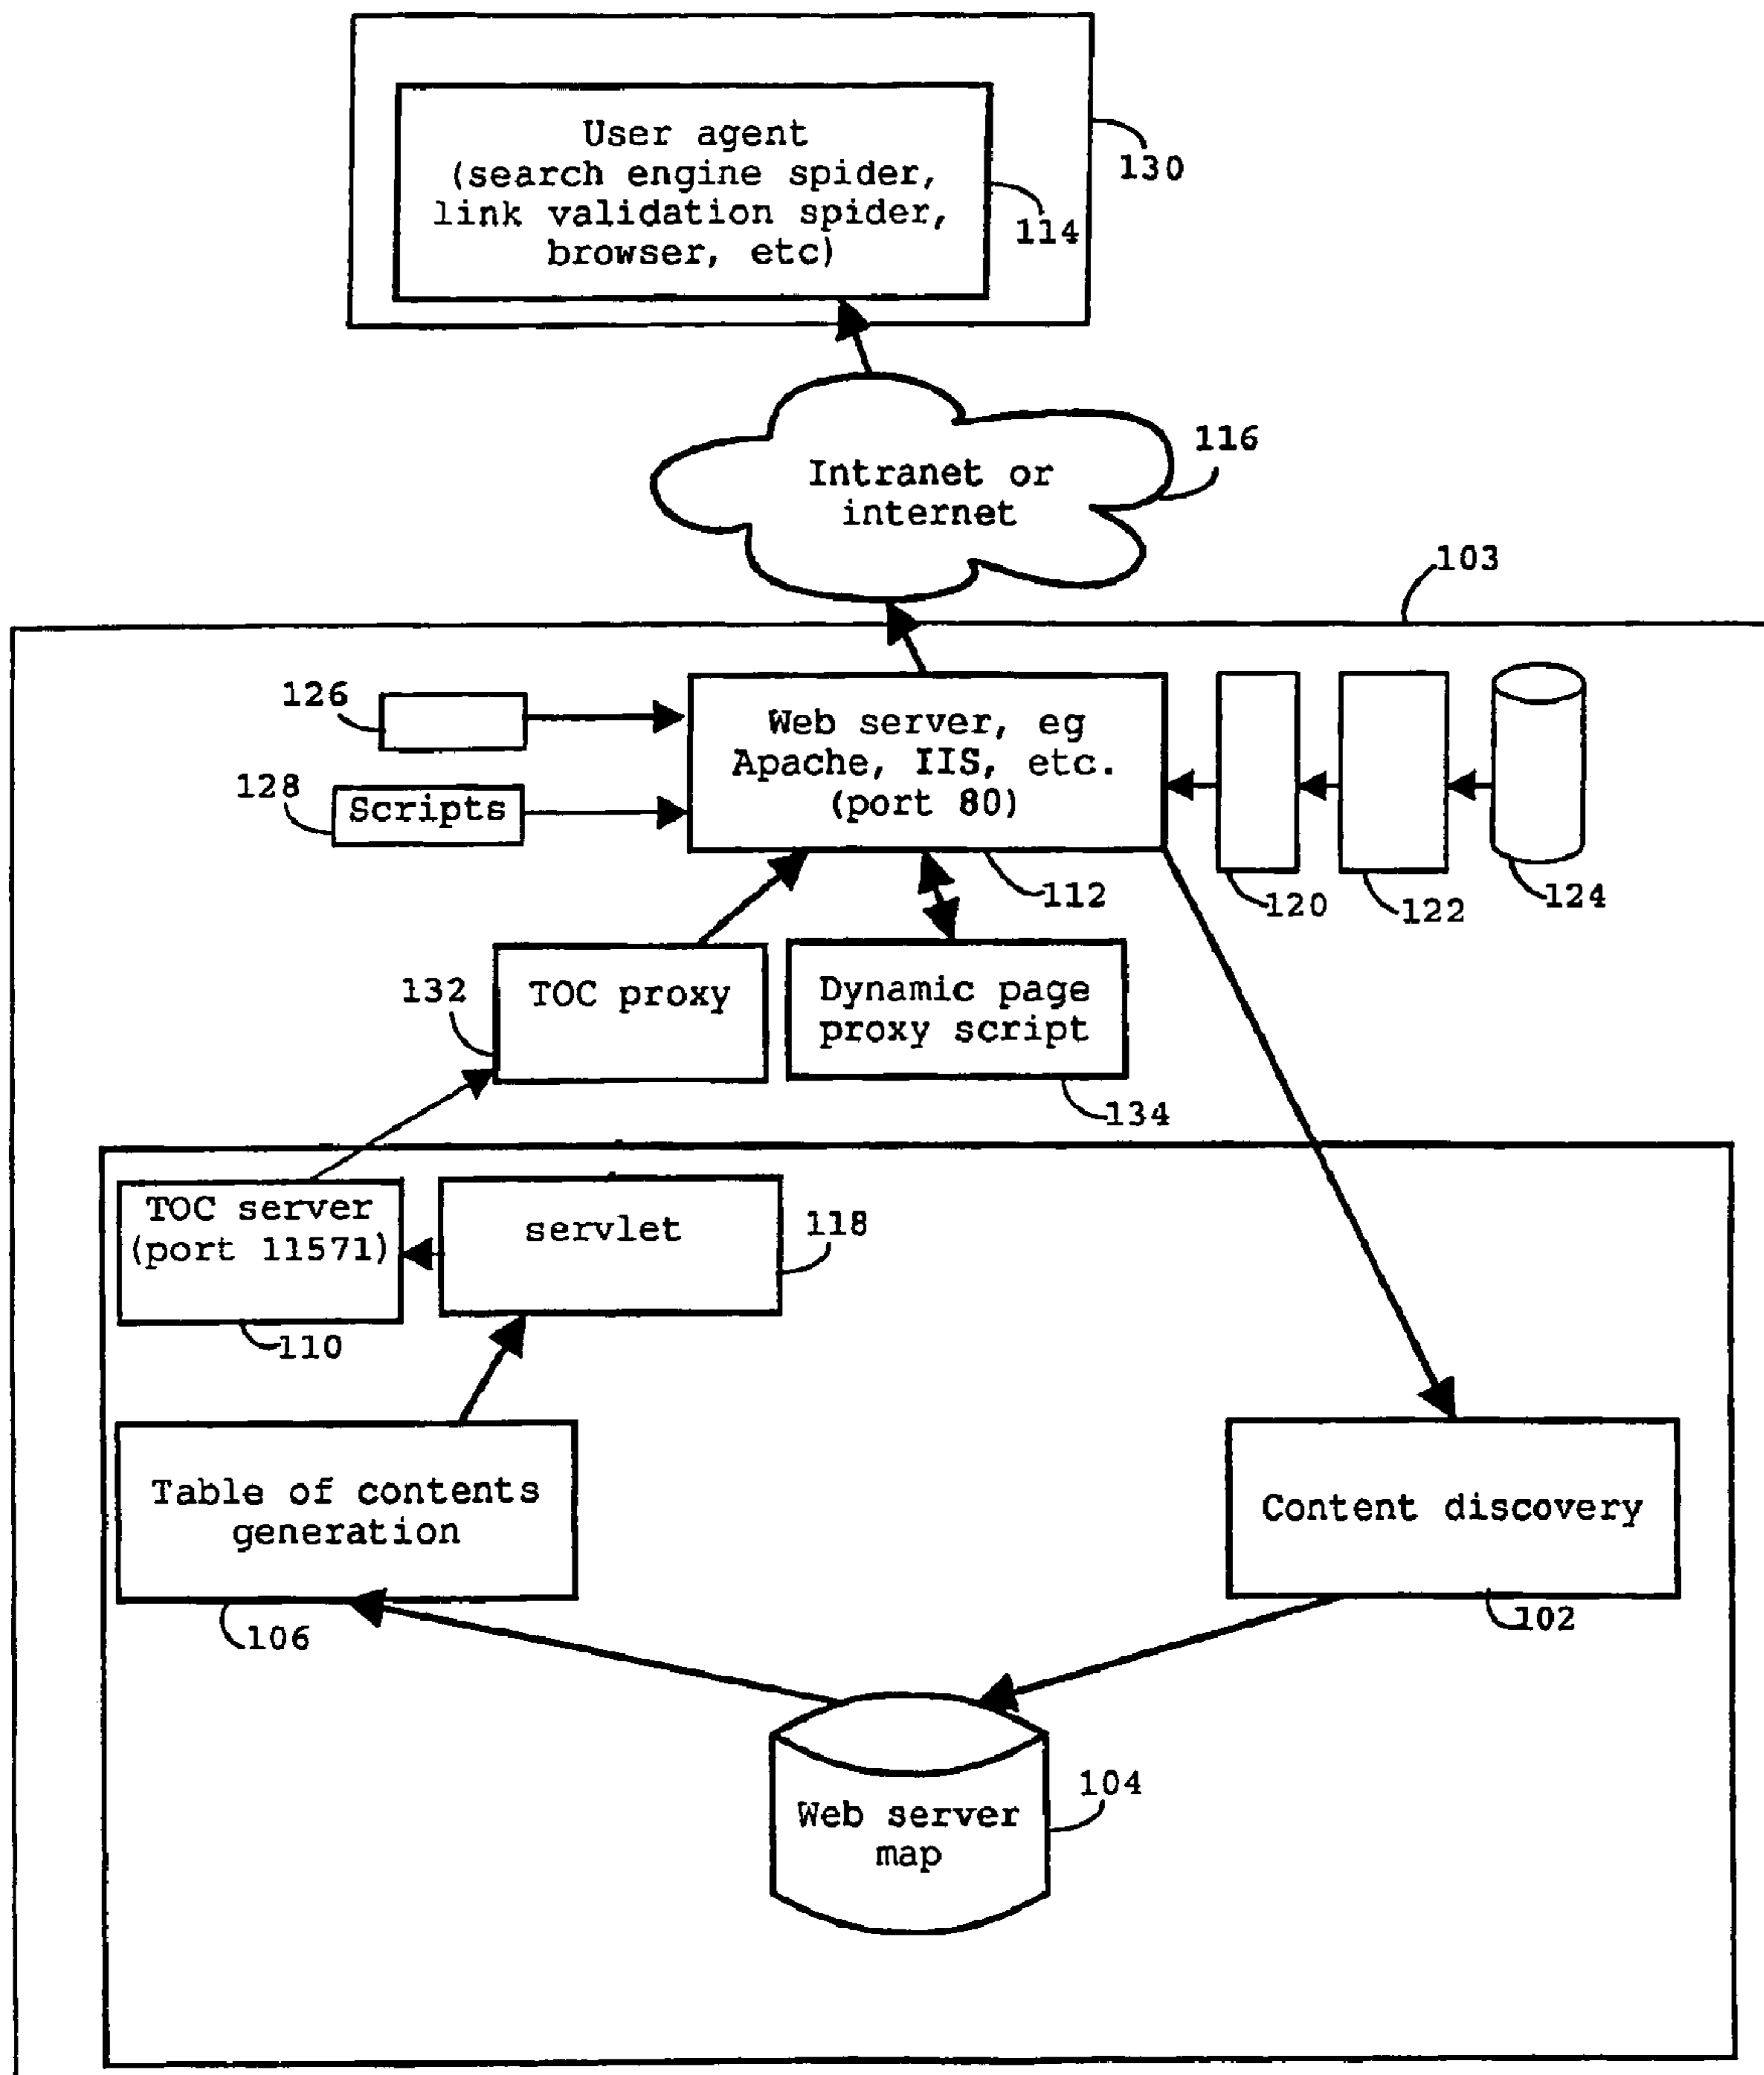 User agent
(search engine spider,
link validation spider,
browser, etc)
130
114
Intranet or
internet
116
103
126
128
Scripts
Web server, eg
Apache, IIS, etc.
(port 80)
112
120
122
124
132
TOC proxy
Dynamic page
proxy script
134
TOC server
(port 11571)
110
servlet
118
Table of contents
generation
106
Content discovery
102
Web server
map
104